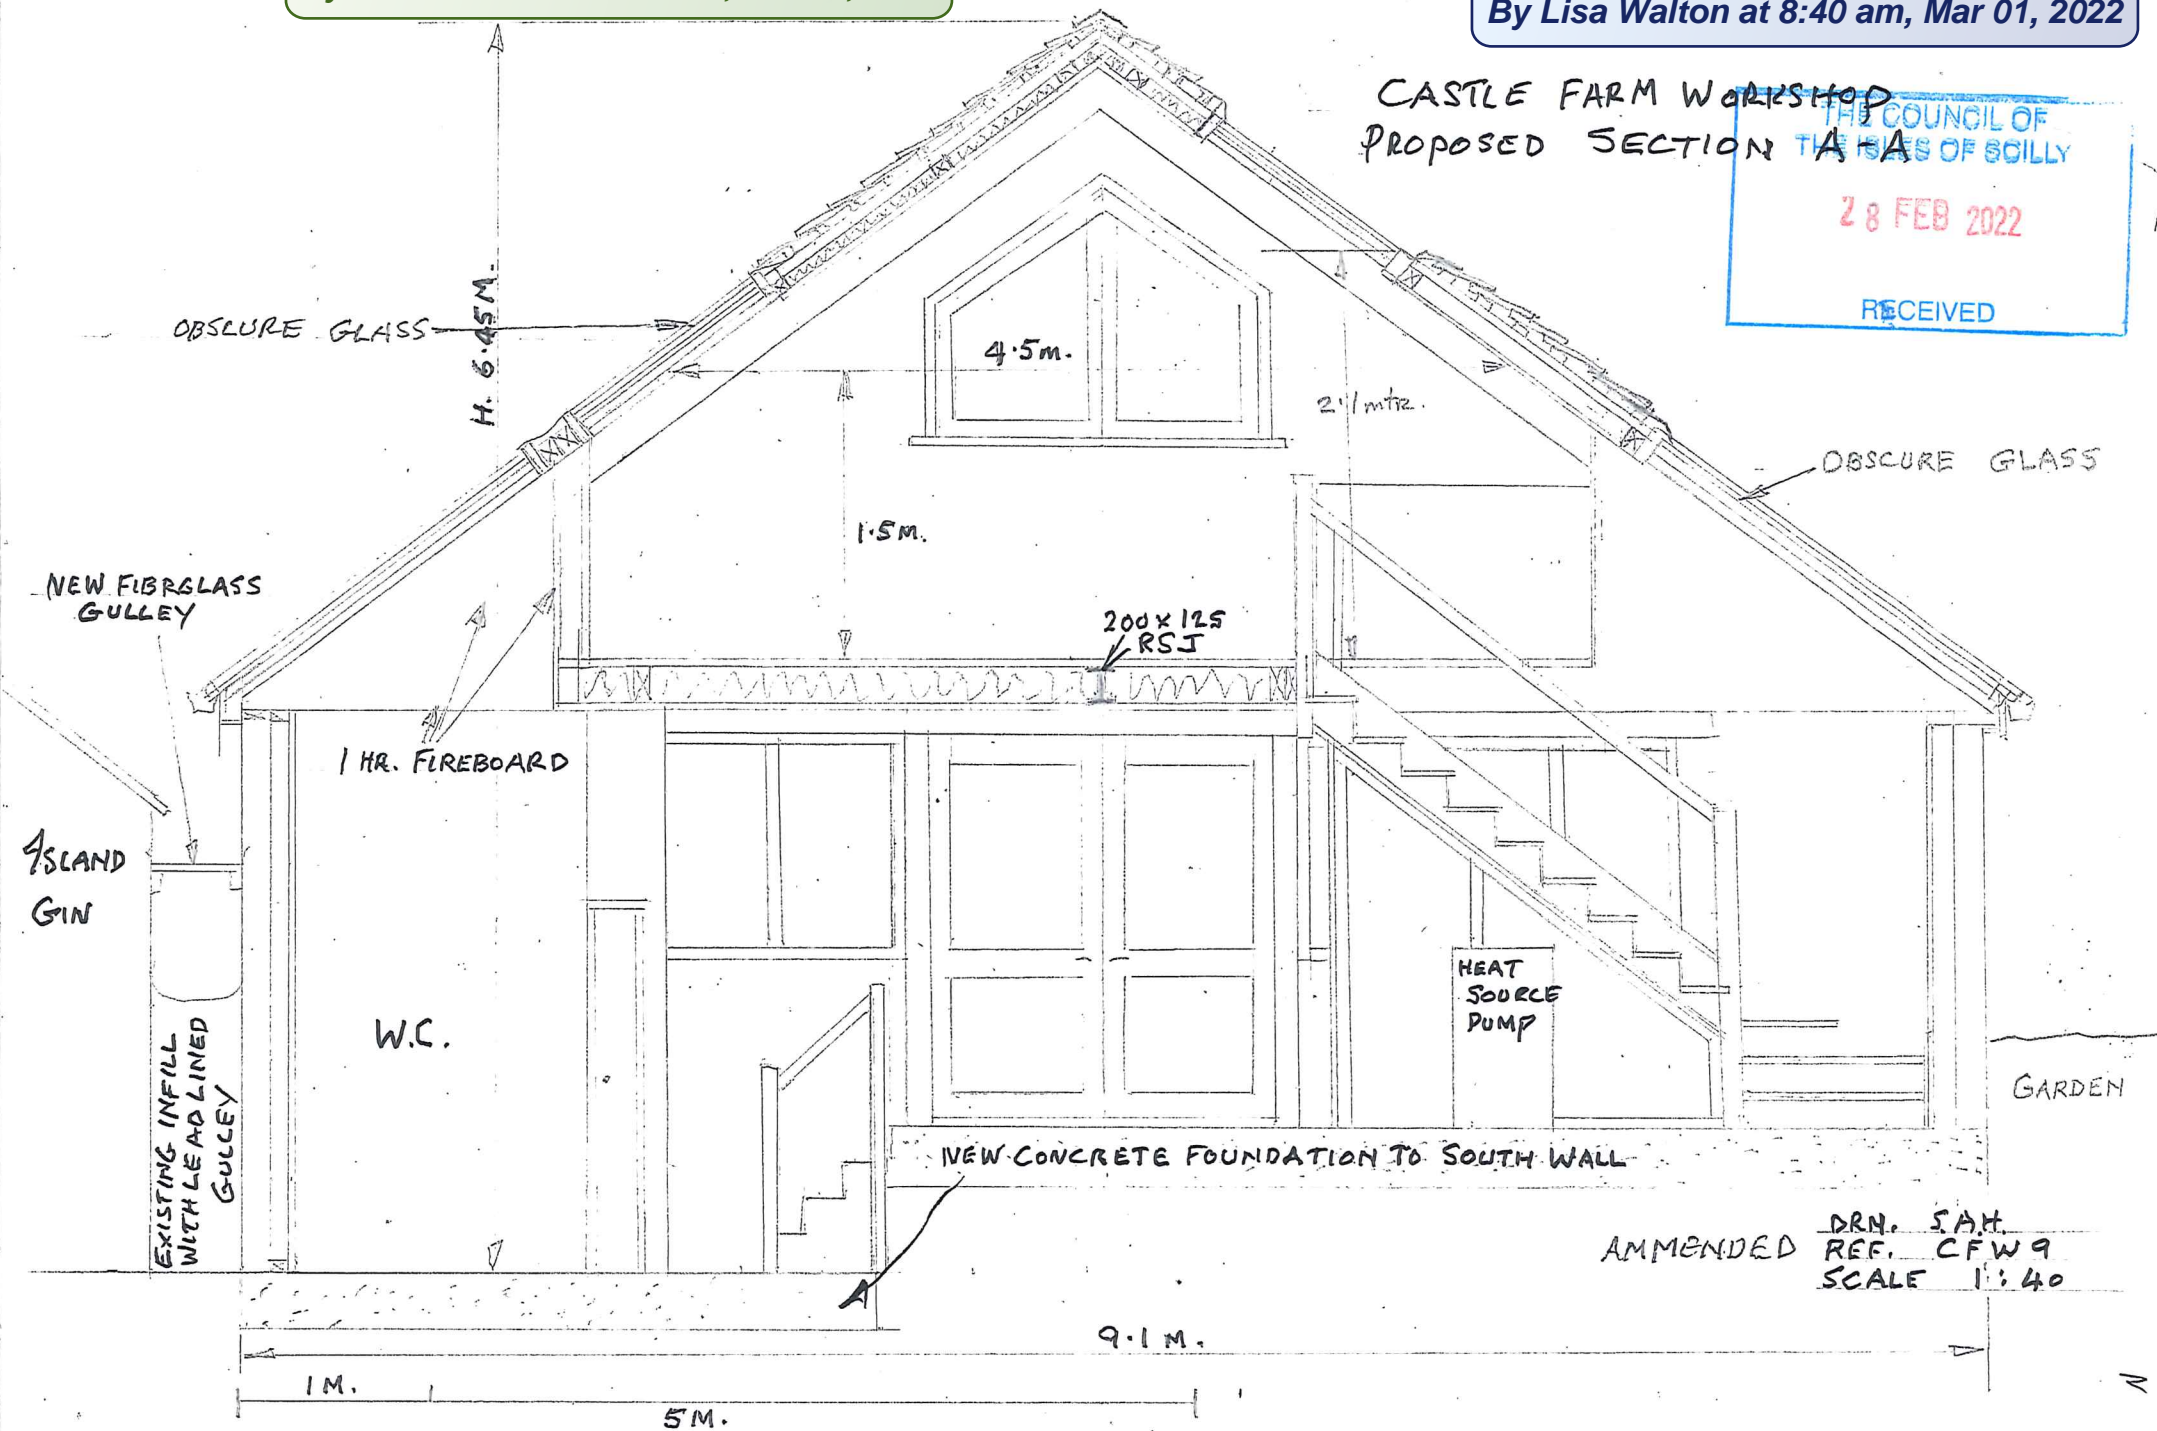 By Lisa Walton at 8:40 am, Mar 01, 2022
CASTLE FARM WORKSHOP
PROPOSED SECTION A-A
THE COUNCIL OF
THE ISLES OF SCILLY
28 FEB 2022
RECEIVED
H. 6.45M.
OBSCURE GLASS
4.5m.
2.1 mtr.
OBSCURE GLASS
1.5M.
NEW FIBRGLASS
GULLEY
200 x 125
RSJ
1 HR. FIREBOARD
ISLAND
GIN
W.C.
HEAT
SOURCE
PUMP
EXISTING INFILL
WITH LEAD LINED
GULLEY
GARDEN
NEW CONCRETE FOUNDATION TO SOUTH WALL
AMMENDED
DRN. S.A.H.
REF. CFW9
SCALE 1:40
9.1 M.
1M.
5M.